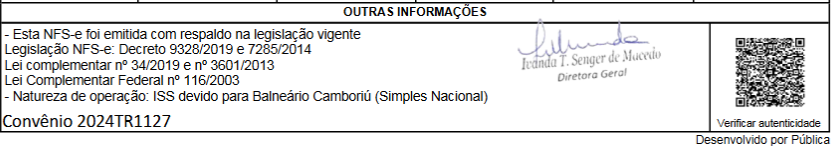 OUTRAS INFORMAÇÕES
- Esta NFS-e foi emitida com respaldo na legislação vigente
Legislação NFS-e: Decreto 9328/2019 e 7285/2014
Lei complementar nº 34/2019 e nº 3601/2013
Lei Complementar Federal nº 116/2003
- Natureza de operação: ISS devido para Balneário Camboriú (Simples Nacional)
Convênio 2024TR1127
Ivanda T. Senger de Macedo
Diretora Geral
Verificar autenticidade
Desenvolvido por Pública